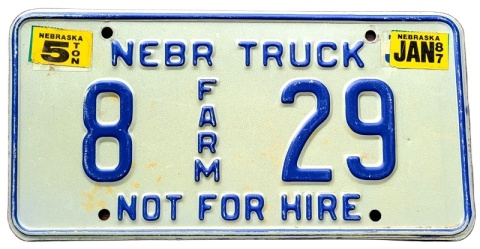 NEBRASKA
5 TON
NEBR TRUCK
NEBRASKA
JAN 87
8 FARM 29
NOT FOR HIRE